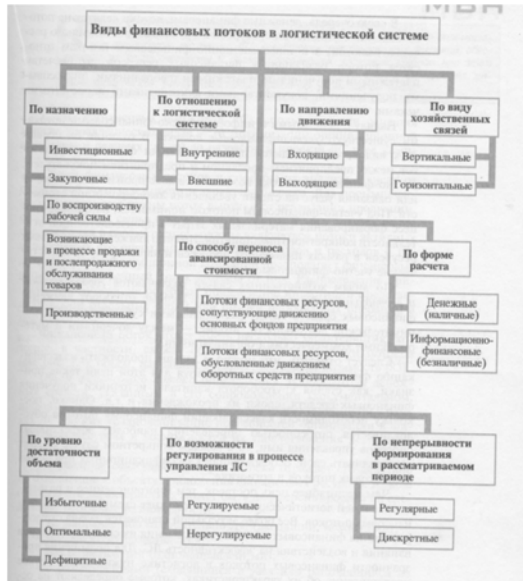 МВА
Виды финансовых потоков в логистической системе
По назначению
Инвестиционные
Закупочные
По воспроизводству
рабочей силы
Возникающие
в процессе продажи
и послепродажного
обслуживания
товаров
Производственные
По отношению
к логистической
системе
Внутренние
Внешние
По направлению
движения
Входящие
Выходящие
По виду
хозяйственных
связей
Вертикальные
Горизонтальные
По способу переноса
авансированной
стоимости
Потоки финансовых ресурсов,
сопутствующие движению
основных фондов предприятия
Потоки финансовых ресурсов,
обусловленные движением
оборотных средств предприятия
По форме
расчета
Денежные
(наличные)
Информационно-
финансовые
(безналичные)
По уровню
достаточности
объема
Избыточные
Оптимальные
Дефицитные
По возможности
регулирования в процессе
управления ЛС
Регулируемые
Нерегулируемые
По непрерывности
формирования
в рассматриваемом
периоде
Регулярные
Дискретные